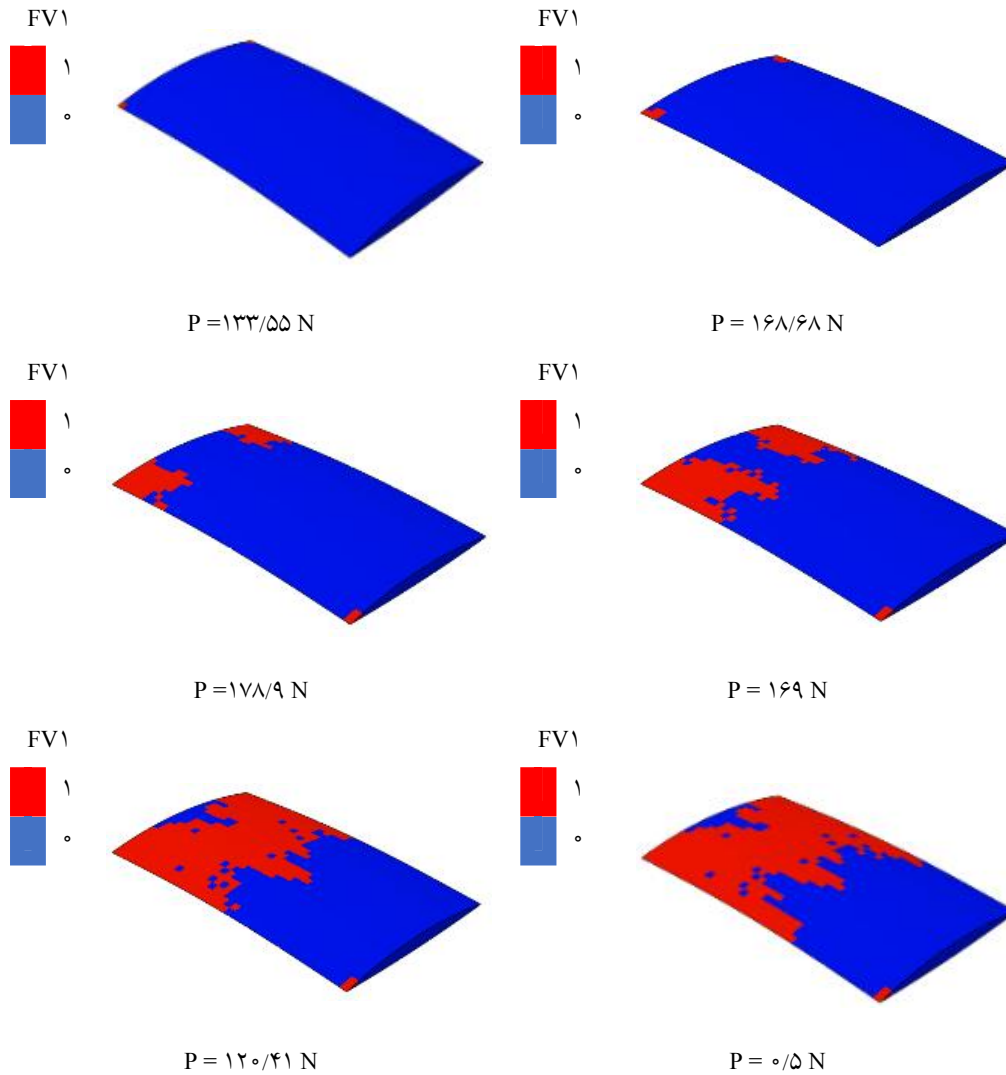 FV۱
۱
۰
P =۱۳۳/۵۵ N
FV۱
۱
۰
P = ۱۶۸/۶۸ N
FV۱
۱
۰
P =۱۷۸/۹ N
FV۱
۱
۰
P = ۱۶۹ N
FV۱
۱
۰
P = ۱۲۰/۴۱ N
FV۱
۱
۰
P = ۰/۵ N